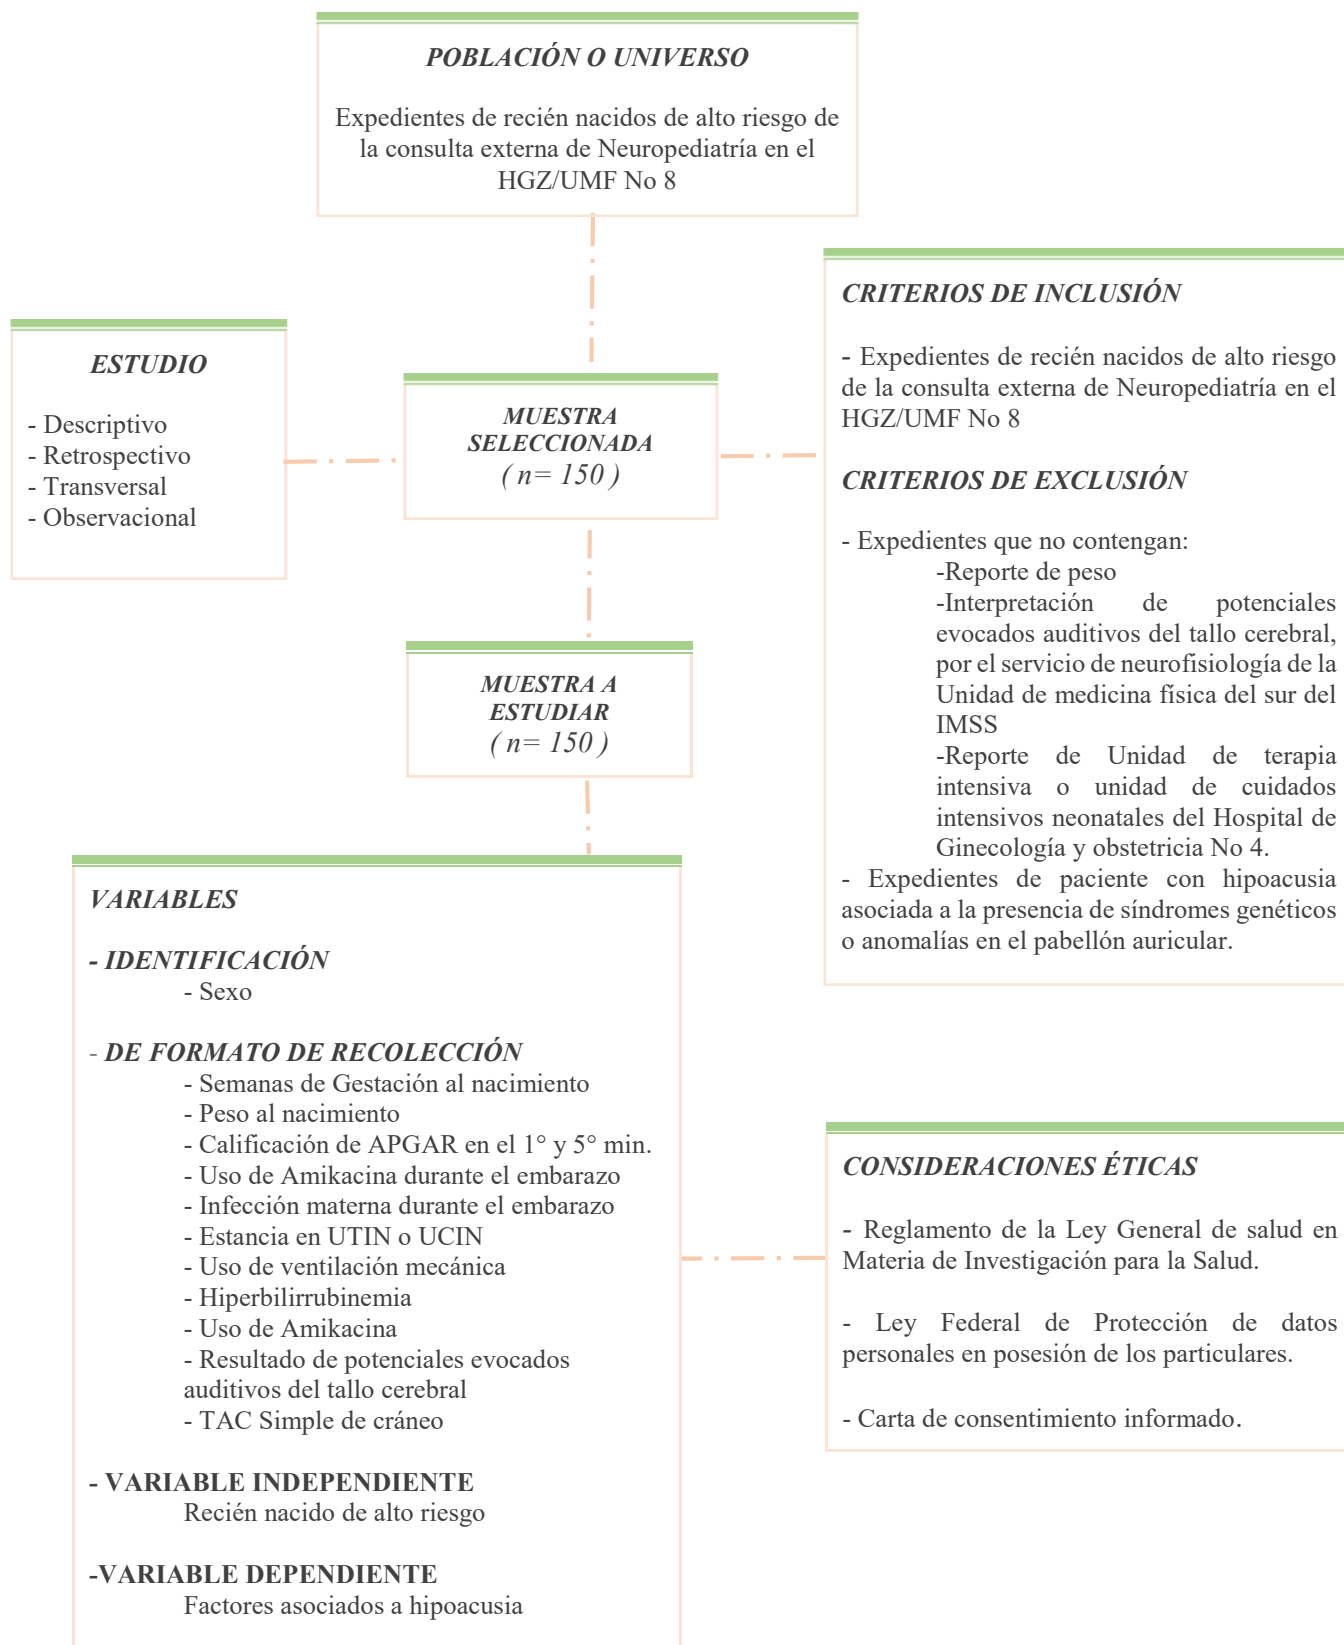 POBLACIÓN O UNIVERSO
Expedientes de recién nacidos de alto riesgo de
la consulta externa de Neuropediatría en el
HGZ/UMF No 8
ESTUDIO
- Descriptivo
- Retrospectivo
- Transversal
- Observacional
MUESTRA
SELECCIONADA
( n= 150 )
CRITERIOS DE INCLUSIÓN
- Expedientes de recién nacidos de alto riesgo
de la consulta externa de Neuropediatría en el
HGZ/UMF No 8
CRITERIOS DE EXCLUSIÓN
- Expedientes que no contengan:
-Reporte de peso
-Interpretación de potenciales
evocados auditivos del tallo cerebral,
por el servicio de neurofisiología de la
Unidad de medicina física del sur del
IMSS
-Reporte de Unidad de terapia
intensiva o unidad de cuidados
intensivos neonatales del Hospital de
Ginecología y obstetricia No 4.
- Expedientes de paciente con hipoacusia
asociada a la presencia de síndromes genéticos
o anomalías en el pabellón auricular.
MUESTRA A
ESTUDIAR
( n= 150 )
VARIABLES
- IDENTIFICACIÓN
- Sexo
- DE FORMATO DE RECOLECCIÓN
- Semanas de Gestación al nacimiento
- Peso al nacimiento
- Calificación de APGAR en el 1° y 5° min.
- Uso de Amikacina durante el embarazo
- Infección materna durante el embarazo
- Estancia en UTIN o UCIN
- Uso de ventilación mecánica
- Hiperbilirrubinemia
- Uso de Amikacina
- Resultado de potenciales evocados
auditivos del tallo cerebral
- TAC Simple de cráneo
- VARIABLE INDEPENDIENTE
Recién nacido de alto riesgo
-VARIABLE DEPENDIENTE
Factores asociados a hipoacusia
CONSIDERACIONES ÉTICAS
- Reglamento de la Ley General de salud en
Materia de Investigación para la Salud.
- Ley Federal de Protección de datos
personales en posesión de los particulares.
- Carta de consentimiento informado.